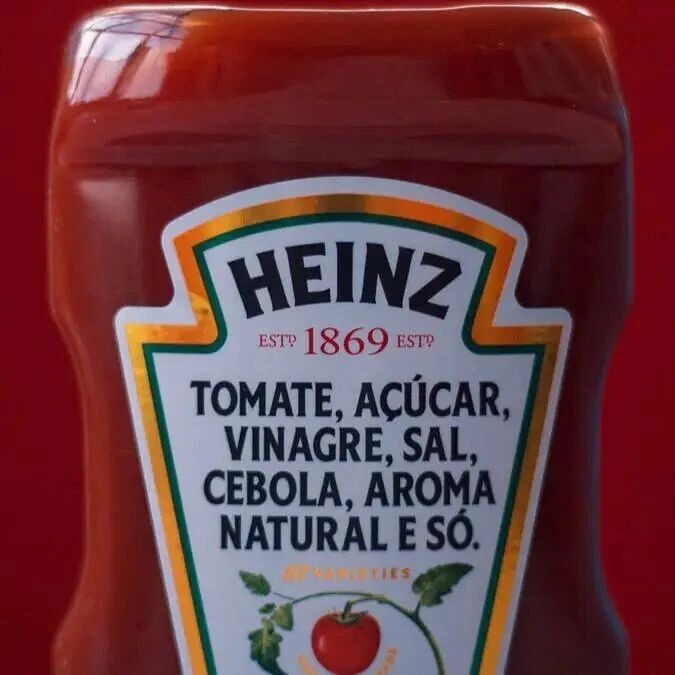 HEINZ
ESTD 1869 ESTD
TOMATE, AÇÚCAR,
VINAGRE, SAL,
CEBOLA, AROMA
NATURAL E SÓ.
57 VARIETIES